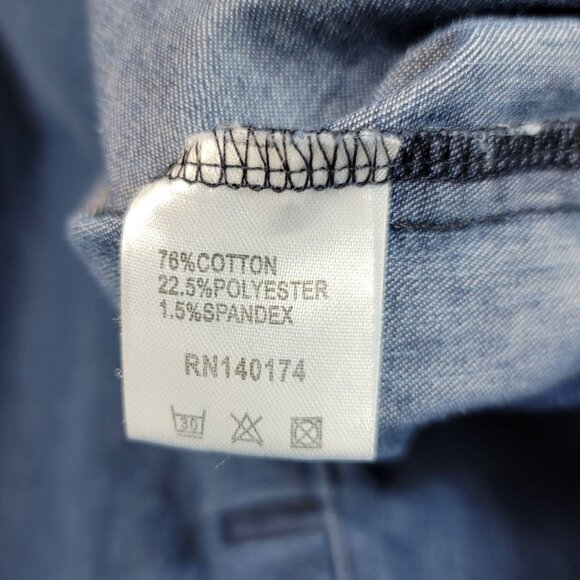 76%COTTON
22.5%POLYESTER
1.5%SPANDEX
RN140174
30